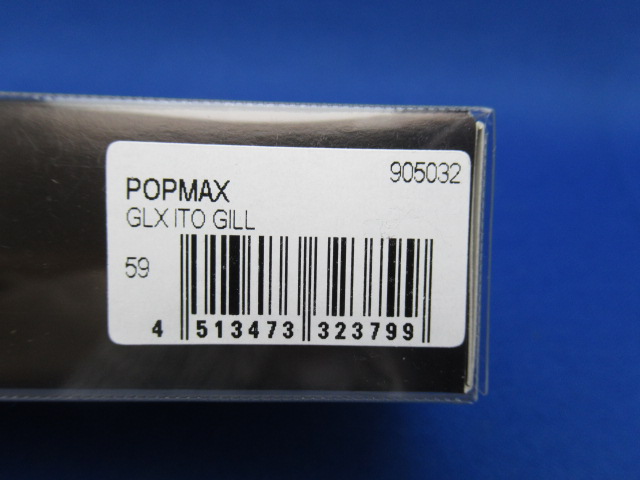 905032
POPMAX
GLX ITO GILL
59
4 513473 323799